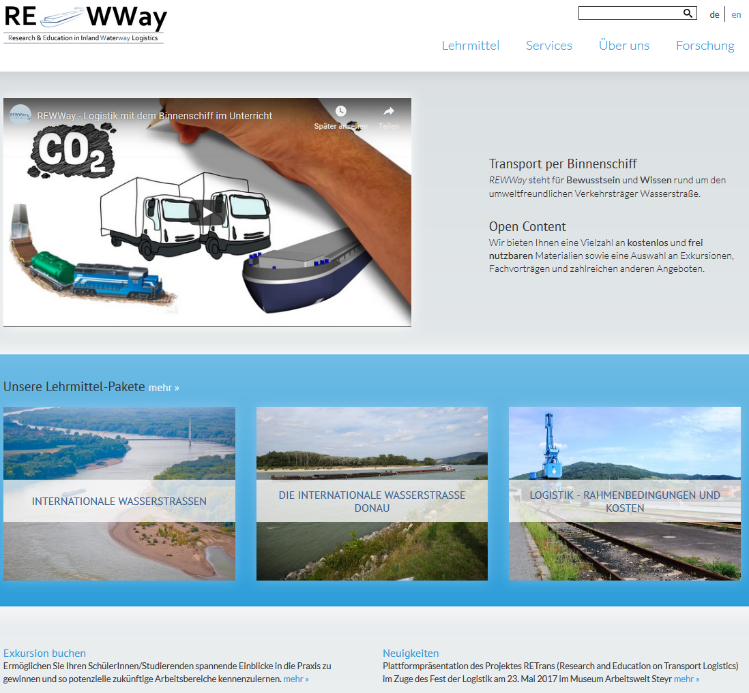 REWWay
Research & Education in Inland Waterway Logistics
de | en
Lehrmittel Services Über uns Forschung
REWWay - Logistik mit dem Binnenschiff im Unterricht
Später ansehen Teilen
CO2
Transport per Binnenschiff
REWWay steht für Bewusstsein und Wissen rund um den
umweltfreundlichen Verkehrsträger Wasserstraße.
Open Content
Wir bieten Ihnen eine Vielzahl an kostenlos und frei
nutzbaren Materialien sowie eine Auswahl an Exkursionen,
Fachvorträgen und zahlreichen anderen Angeboten.
Unsere Lehrmittel-Pakete mehr »
INTERNATIONALE WASSERSTRASSEN
DIE INTERNATIONALE WASSERSTRASSE
DONAU
LOGISTIK - RAHMENBEDINGUNGEN UND
KOSTEN
Exkursion buchen
Ermöglichen Sie Ihren SchülerInnen/Studierenden spannende Einblicke in die Praxis zu
gewinnen und so potenzielle zukünftige Arbeitsbereiche kennenzulernen. mehr »
Neuigkeiten
Plattformpräsentation des Projektes RETrans (Research and Education on Transport Logistics)
im Zuge des Fest der Logistik am 23. Mai 2017 im Museum Arbeitswelt Steyr mehr »